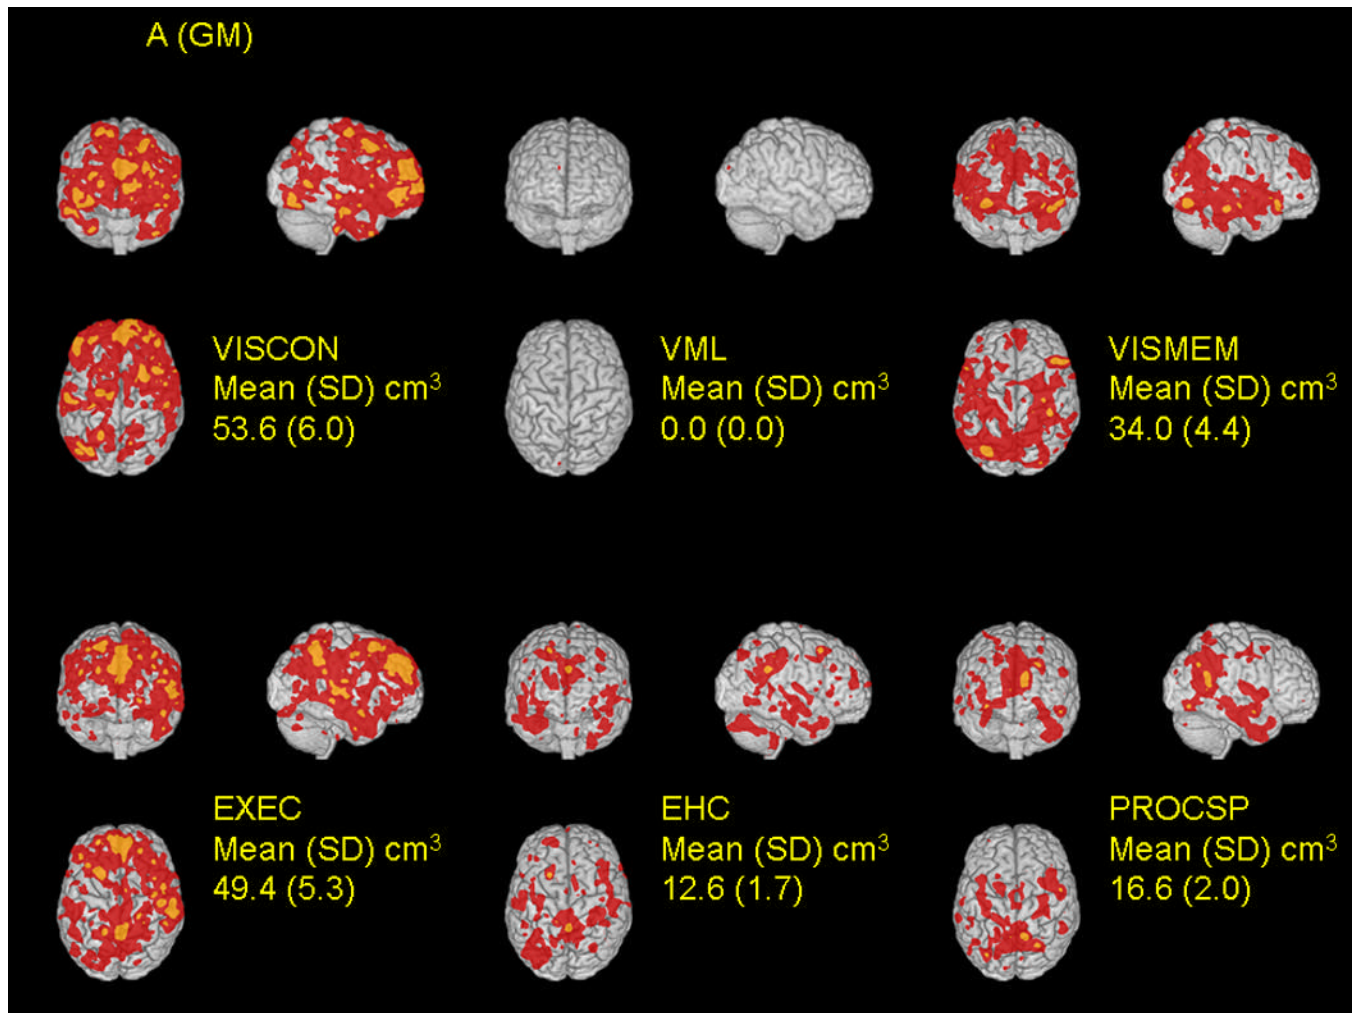 A (GM)
VISCON
Mean (SD) cm³
53.6 (6.0)
VML
Mean (SD) cm³
0.0 (0.0)
VISMEM
Mean (SD) cm³
34.0 (4.4)
EXEC
Mean (SD) cm³
49.4 (5.3)
EHC
Mean (SD) cm³
12.6 (1.7)
PROCSP
Mean (SD) cm³
16.6 (2.0)